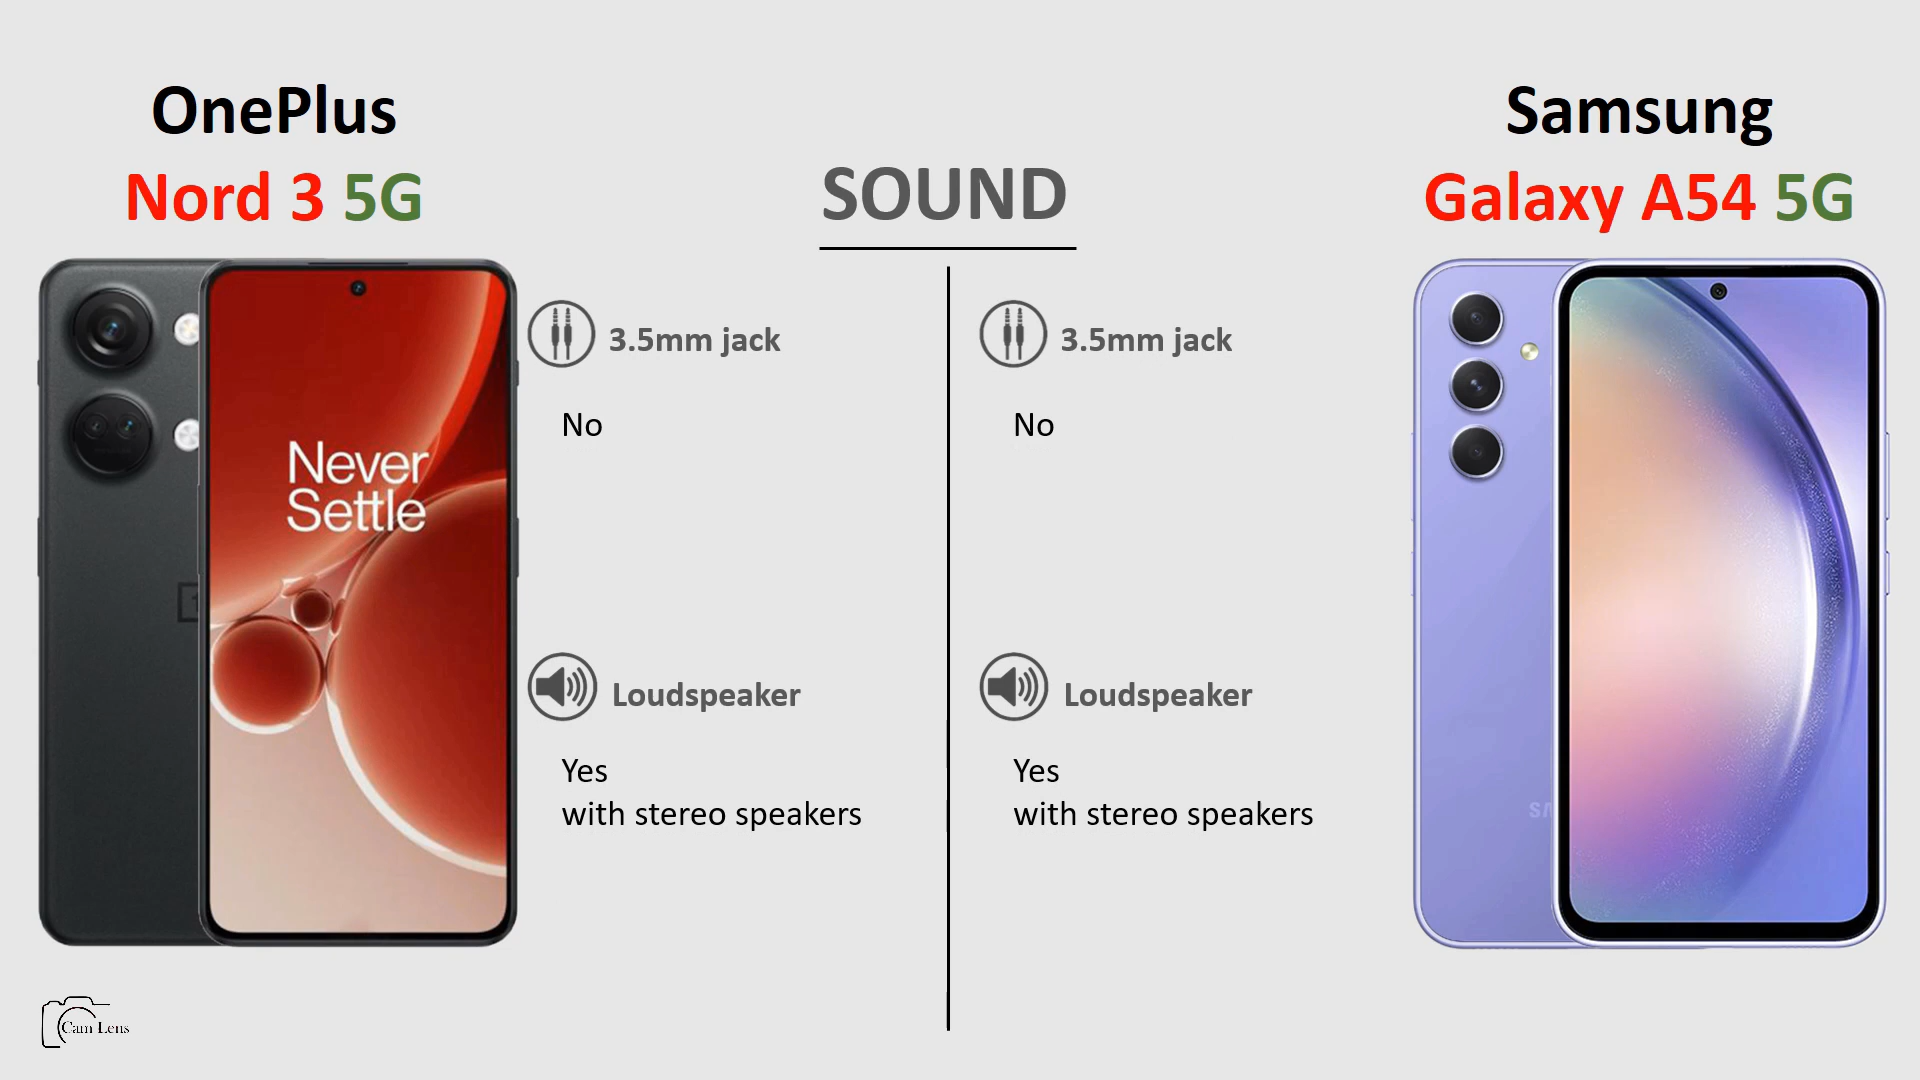 OnePlus
Nord 3 5G
Samsung
Galaxy A54 5G
SOUND
3.5mm jack
No
Loudspeaker
Yes
with stereo speakers
3.5mm jack
No
Loudspeaker
Yes
with stereo speakers
Never
Settle
Cam Lens